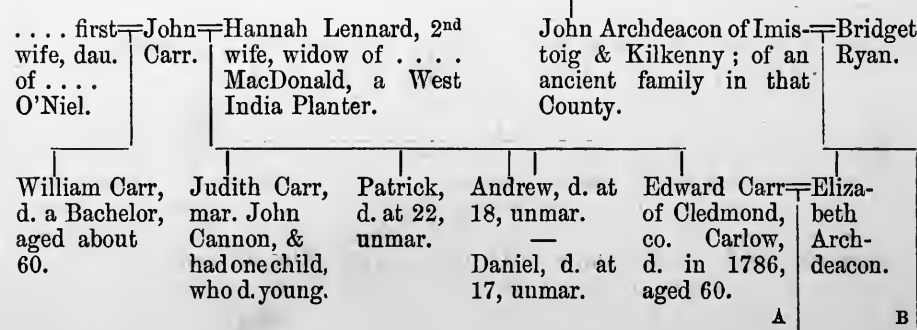 .... first
wife, dau.
of ....
O'Niel.
John
Carr.
Hannah Lennard, 2nd
wife, widow of ....
MacDonald, a West
India Planter.
John Archdeacon of Imis-
toig & Kilkenny; of an
ancient family in that
County.
Bridget
Ryan.
William Carr,
d. a Bachelor,
aged about
60.
Judith Carr,
mar. John
Cannon, &
had one child,
who d. young.
Patrick,
d. at 22,
unmar.
Andrew, d. at
18, unmar.
—
Daniel, d. at
17, unmar.
Edward Carr
of Cledmond,
co. Carlow,
d. in 1786,
aged 60.
Eliza-
beth
Arch-
deacon.
A
B